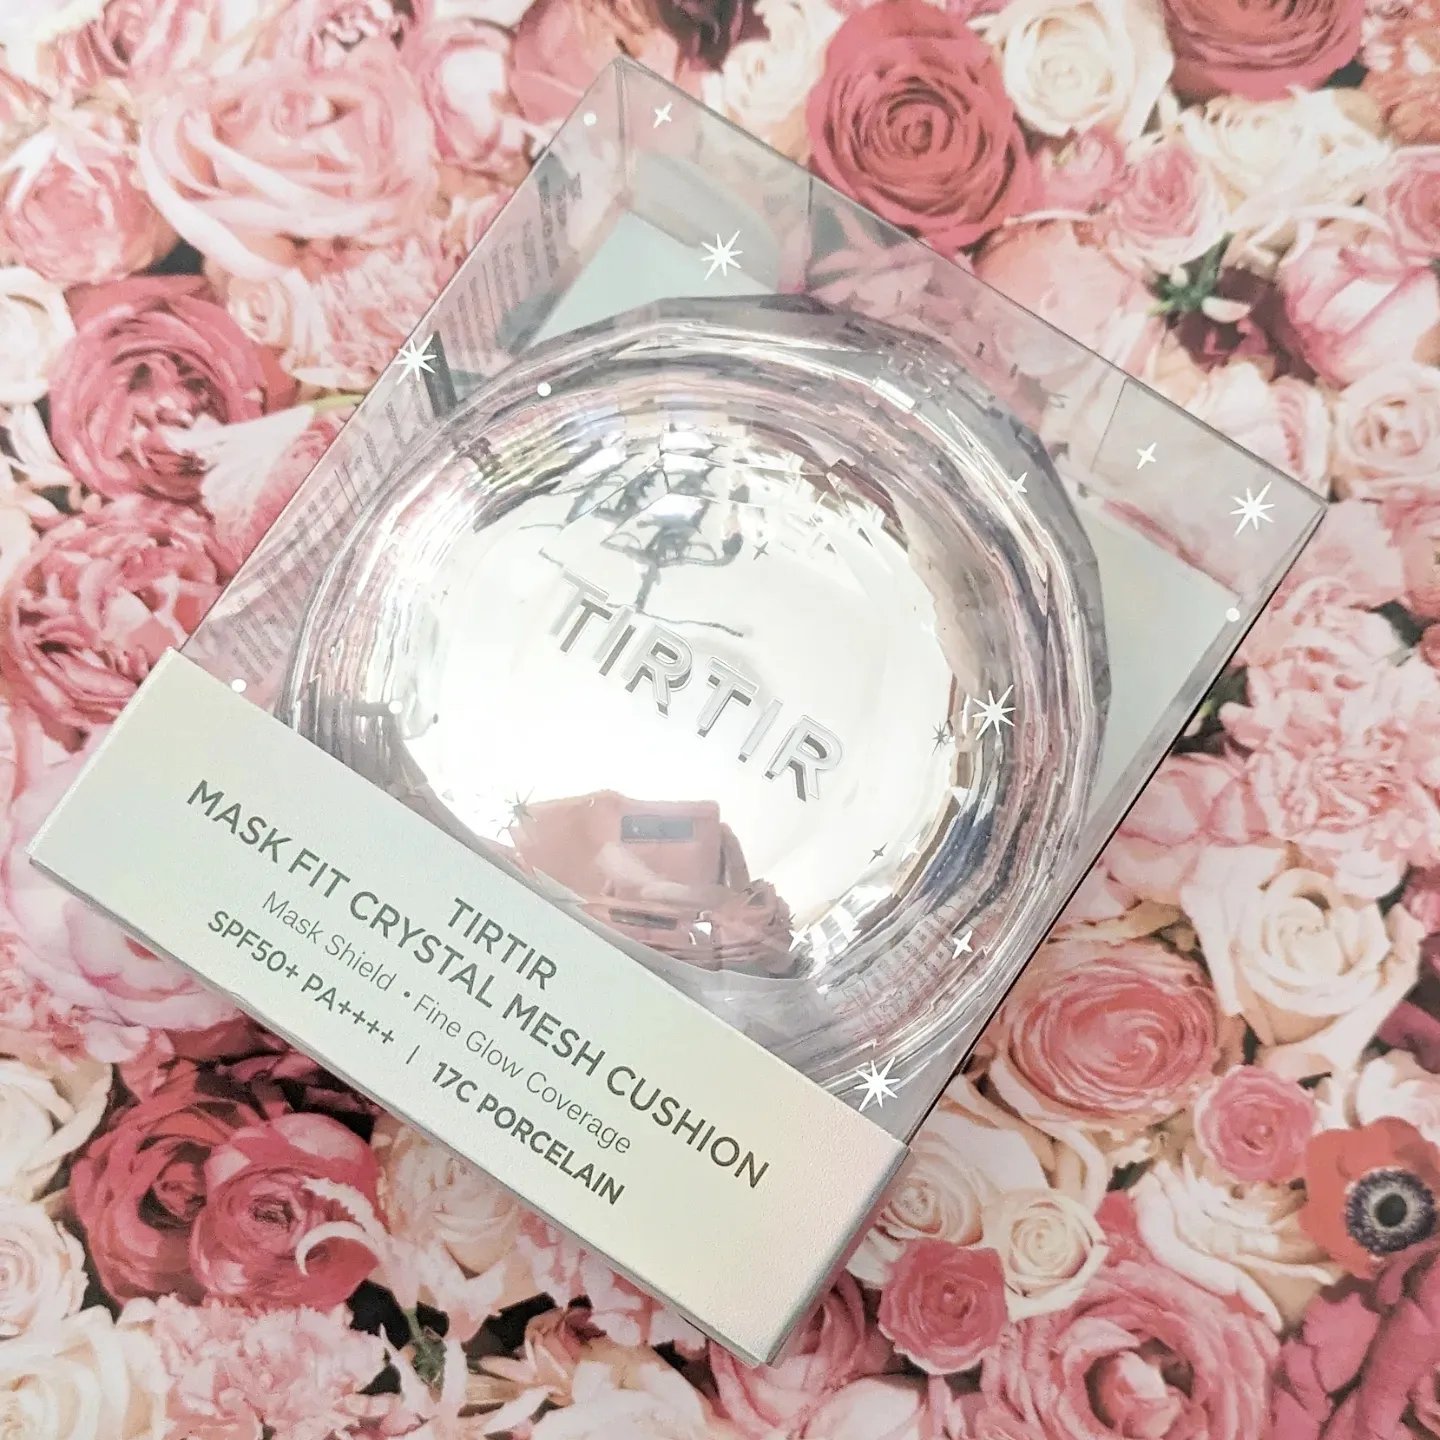 TIRTIR
TIRTIR
MASK FIT CRYSTAL MESH CUSHION
Mask Shield • Fine Glow Coverage
SPF50+ PA++++ | 17C PORCELAIN